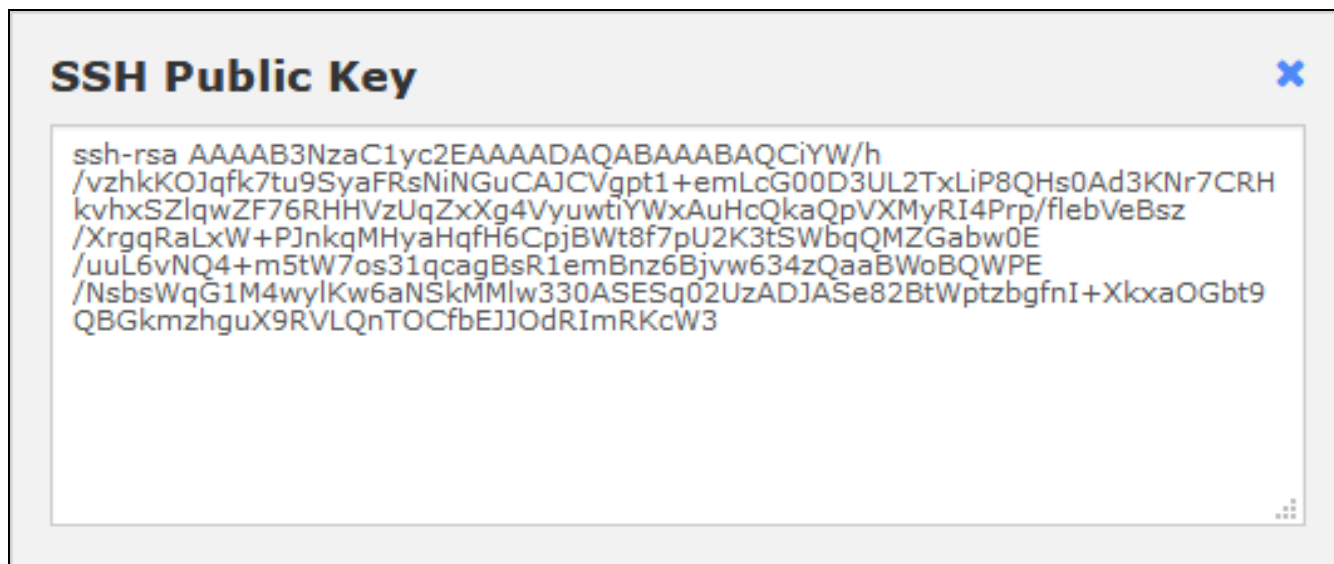 SSH Public Key
ssh-rsa AAAAB3NzaC1yc2EAAAADAQABAAABAQCiYW/h
/vzhkKOJqfk7tu9SyaFRsNiNGuCAJCVgpt1+emLcG00D3UL2TxLiP8QHs0Ad3KNr7CRH
kvhxSZlqwZF76RHHVzUqZxXg4VyuwtiYWxAuHcQkaQpVXMyRI4Prp/flebVeBsz
/XrgqRaLxW+PJnkqMHyaHqfH6CpjBWt8f7pU2K3tSWbqQMZGabw0E
/uuL6vNQ4+m5tW7os31qcagBsR1emBnz6Bjvw634zQaaBWoBQWPE
/NsbsWqG1M4wylKw6aNSkMMlw330ASESq02UzADJASe82BtWptzbgfnI+XkxaOGbt9
QBGkmzhguX9RVLQnTOCfbEJJOdRImRKcW3